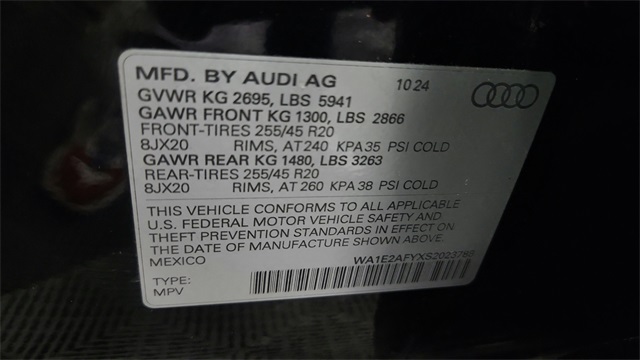 MFD. BY AUDI AG 10 24
GVWR KG 2695, LBS 5941
GAWR FRONT KG 1300, LBS 2866
FRONT-TIRES 255/45 R20
8JX20 RIMS, AT 240 KPA 35 PSI COLD
GAWR REAR KG 1480, LBS 3263
REAR-TIRES 255/45 R20
8JX20 RIMS, AT 260 KPA 38 PSI COLD
THIS VEHICLE CONFORMS TO ALL APPLICABLE
U.S. FEDERAL MOTOR VEHICLE SAFETY AND
THEFT PREVENTION STANDARDS IN EFFECT ON
THE DATE OF MANUFACTURE SHOWN ABOVE.
MEXICO
TYPE:
MPV